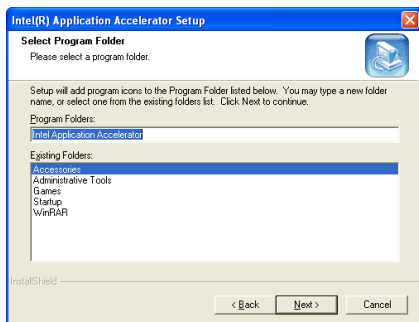 Intel(R) Application Accelerator Setup
Select Program Folder
Please select a program folder.
Setup will add program icons to the Program Folder listed below. You may type a new folder
name, or select one from the existing folders list. Click Next to continue.
Program Folders:
Intel Application Accelerator
Existing Folders:
Accessories
Administrative Tools
Games
Startup
WinRAR
InstallShield
< Back
Next >
Cancel